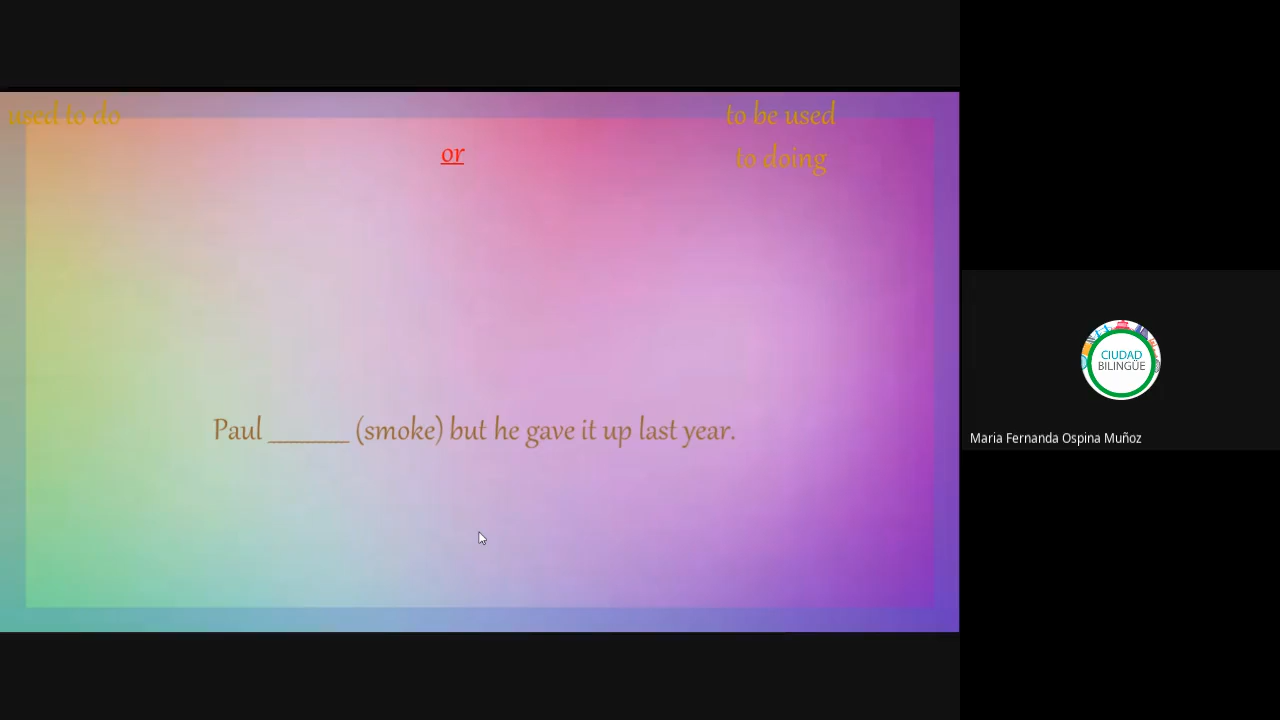 used to do
or
to be used
to doing
Paul ________ (smoke) but he gave it up last year.
CIUDAD
BILINGÜE
Maria Fernanda Ospina Muñoz